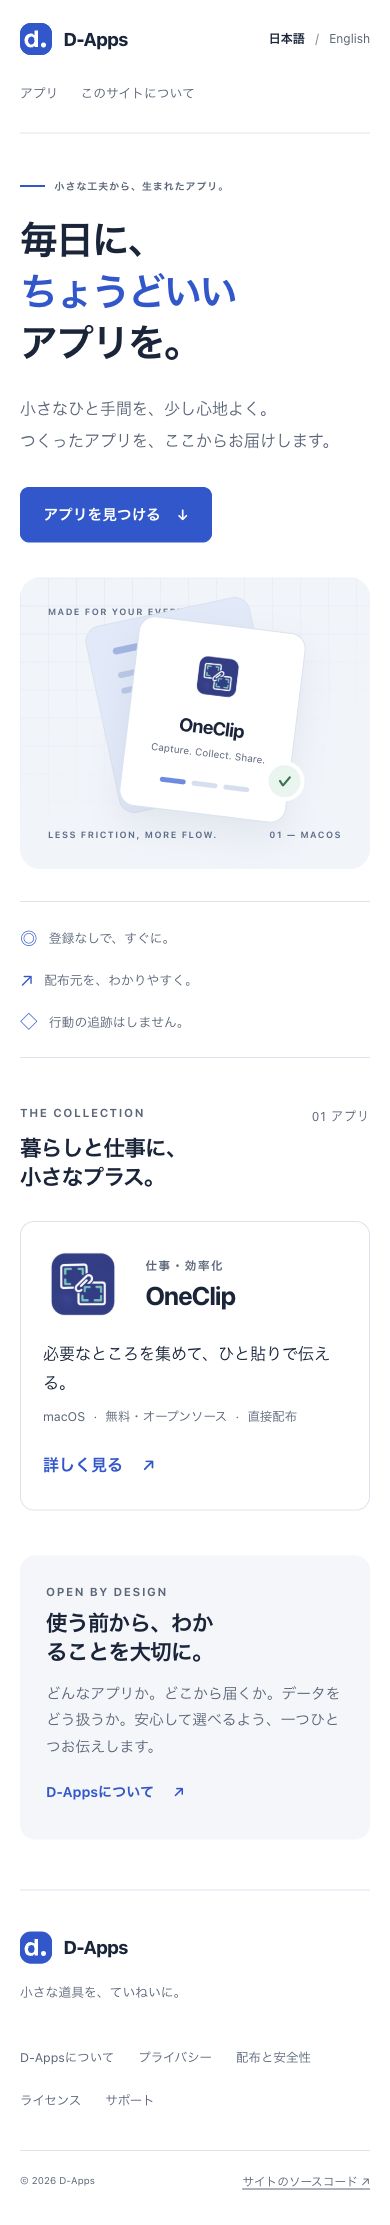 d. D-Apps
日本語 / English
アプリ このサイトについて
小さな工夫から、生まれたアプリ。
毎日に、
ちょうどいい
アプリを。
小さなひと手間を、少し心地よく。
つくったアプリを、ここからお届けします。
アプリを見つける ↓
MADE FOR YOUR
OneClip
Capture. Collect. Share.
LESS FRICTION, MORE FLOW.
01 — MACOS
登録なしで、すぐに。
↗ 配布元を、わかりやすく。
行動の追跡はしません。
THE COLLECTION
01 アプリ
暮らしと仕事に、
小さなプラス。
仕事・効率化
OneClip
必要なところを集めて、ひと貼りで伝え
る。
macOS · 無料・オープンソース · 直接配布
詳しく見る ↗
OPEN BY DESIGN
使う前から、わか
ることを大切に。
どんなアプリか。どこから届くか。データを
どう扱うか。安心して選べるよう、一つひと
つお伝えします。
D-Appsについて ↗
d. D-Apps
小さな道具を、ていねいに。
D-Appsについて プライバシー 配布と安全性
ライセンス サポート
© 2026 D-Apps
サイトのソースコード ↗